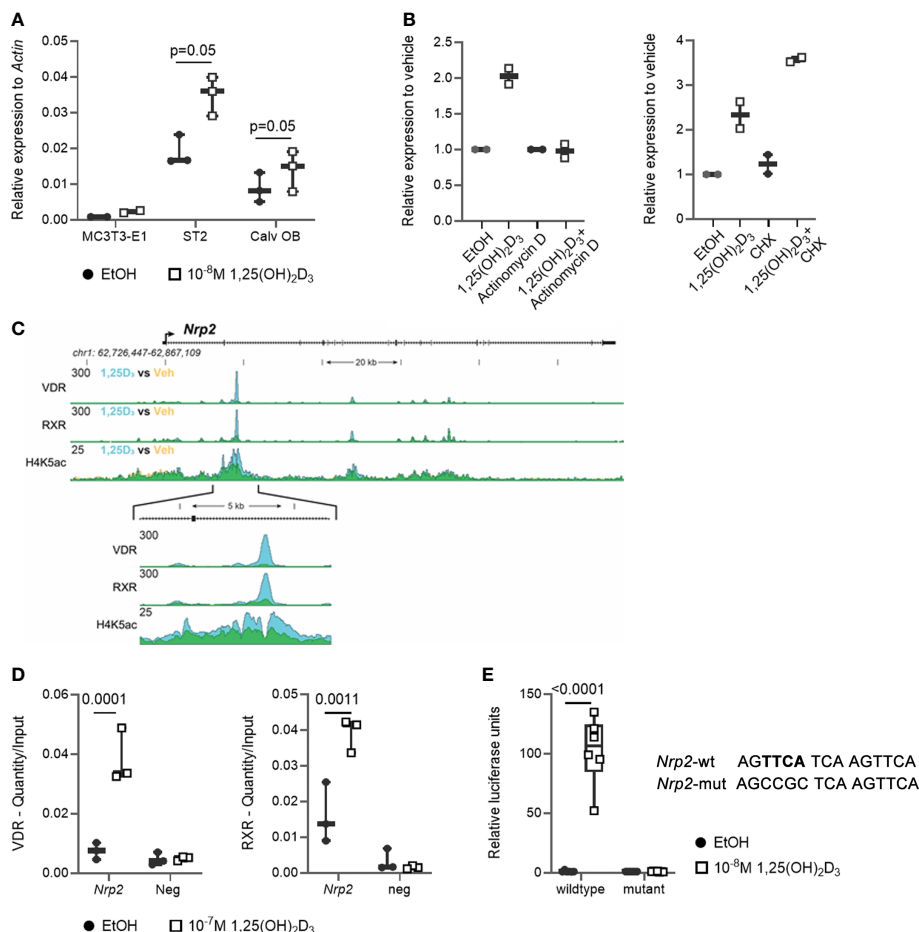 A
Relative expression to Actin
0.05
0.04
0.03
0.02
0.01
0.00
p=0.05
p=0.05
MC3T3-E1 ST2 Calv OB
EtOH 10⁻⁸M 1,25(OH)₂D₃
B
Relative expression to vehicle
2.5
2.0
1.5
1.0
0.5
0.0
EtOH
1,25(OH)₂D₃
Actinomycin D
1,25(OH)₂D₃+
Actinomycin D
Relative expression to vehicle
4
3
2
1
0
EtOH
1,25(OH)₂D₃
CHX
1,25(OH)₂D₃+
CHX
C
Nrp2
chr1: 62,726,447-62,867,109
20 kb
300 1,25D₃ vs Veh
VDR
300 1,25D₃ vs Veh
RXR
25 1,25D₃ vs Veh
H4K5ac
5 kb
300
VDR
300
RXR
25
H4K5ac
D
VDR - Quantity/Input
0.06
0.04
0.02
0.00
0.0001
Nrp2 Neg
RXR - Quantity/Input
0.05
0.04
0.03
0.02
0.01
0.00
0.0011
Nrp2 neg
EtOH 10⁻⁷M 1,25(OH)₂D₃
E
Relative luciferase units
150
100
50
0
<0.0001
wildtype mutant
Nrp2-wt AGTTCA TCA AGTTCA
Nrp2-mut AGCCGC TCA AGTTCA
EtOH
10⁻⁸M 1,25(OH)₂D₃